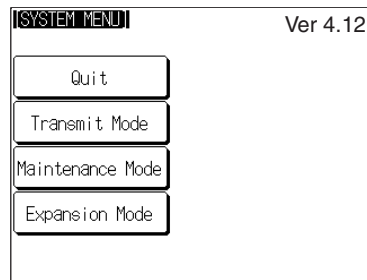 [SYSTEM MENU]
Ver 4.12
Quit
Transmit Mode
Maintenance Mode
Expansion Mode